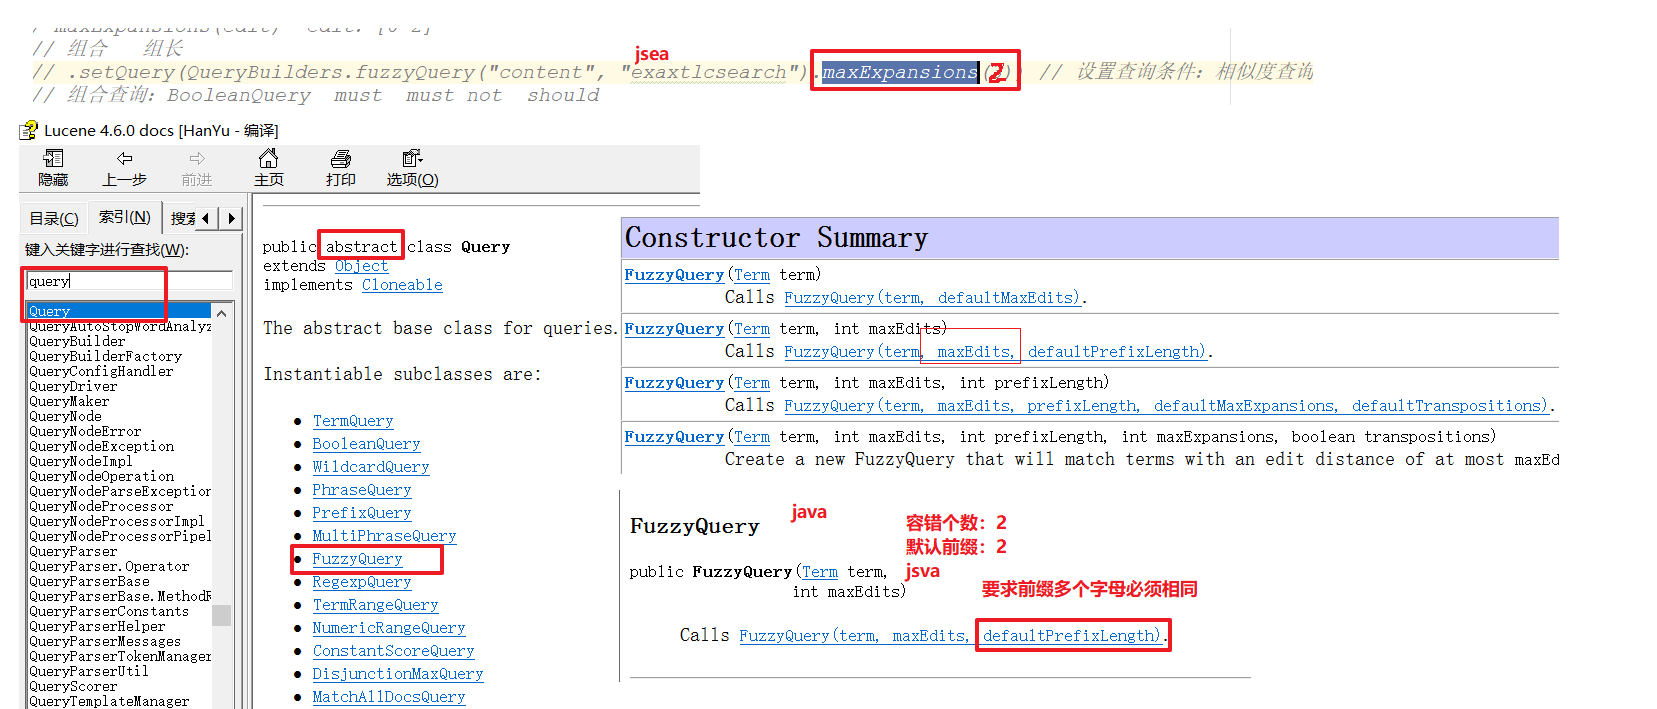 / maxExpansions(edit) edit: [0-2]
// 组合 组长
jsea
// .setQuery(QueryBuilders.fuzzyQuery("content", "exaxtlcsearch").maxExpansions(2)) // 设置查询条件：相似度查询
// 组合查询：BooleanQuery must must not should
Lucene 4.6.0 docs [HanYu - 编译]
隐藏 上一步 前进 主页 打印 选项(O)
目录(C) 索引(N) 搜索
键入关键字进行查找(W):
query
Query
QueryAutoStopWordAnalyz
QueryBuilder
QueryBuilderFactory
QueryConfigHandler
QueryDriver
QueryMaker
QueryNode
QueryNodeError
QueryNodeException
QueryNodeImpl
QueryNodeOperation
QueryNodeParseException
QueryNodeProcessor
QueryNodeProcessorImpl
QueryNodeProcessorPipel
QueryParser
QueryParser.Operator
QueryParserBase
QueryParserBase.MethodR
QueryParserConstants
QueryParserHelper
QueryParserMessages
QueryParserTokenManager
QueryParserUtil
QueryScorer
QueryTemplateManager
public abstract class Query
extends Object
implements Cloneable
The abstract base class for queries.
Instantiable subclasses are:
● TermQuery
● BooleanQuery
● WildcardQuery
● PhraseQuery
● PrefixQuery
● MultiPhraseQuery
● FuzzyQuery
● RegexpQuery
● TermRangeQuery
● NumericRangeQuery
● ConstantScoreQuery
● DisjunctionMaxQuery
● MatchAllDocsQuery
Constructor Summary
FuzzyQuery(Term term)
Calls FuzzyQuery(term, defaultMaxEdits).
FuzzyQuery(Term term, int maxEdits)
Calls FuzzyQuery(term, maxEdits, defaultPrefixLength).
FuzzyQuery(Term term, int maxEdits, int prefixLength)
Calls FuzzyQuery(term, maxEdits, prefixLength, defaultMaxExpansions, defaultTranspositions).
FuzzyQuery(Term term, int maxEdits, int prefixLength, int maxExpansions, boolean transpositions)
Create a new FuzzyQuery that will match terms with an edit distance of at most maxEd
FuzzyQuery
java
容错个数：2
默认前缀：2
public FuzzyQuery(Term term,
int maxEdits)
jsva
要求前缀多个字母必须相同
Calls FuzzyQuery(term, maxEdits, defaultPrefixLength).